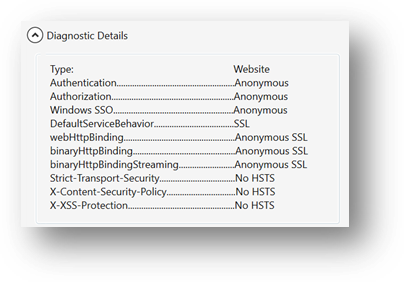 Diagnostic Details
Type: Website
Authentication.................................................Anonymous
Authorization...................................................Anonymous
Windows SSO.................................................Anonymous
DefaultServiceBehavior..................................SSL
webHttpBinding...............................................Anonymous SSL
binaryHttpBinding...........................................Anonymous SSL
binaryHttpBindingStreaming........................Anonymous SSL
Strict-Transport-Security................................No HSTS
X-Content-Security-Policy.............................No HSTS
X-XSS-Protection.............................................No HSTS